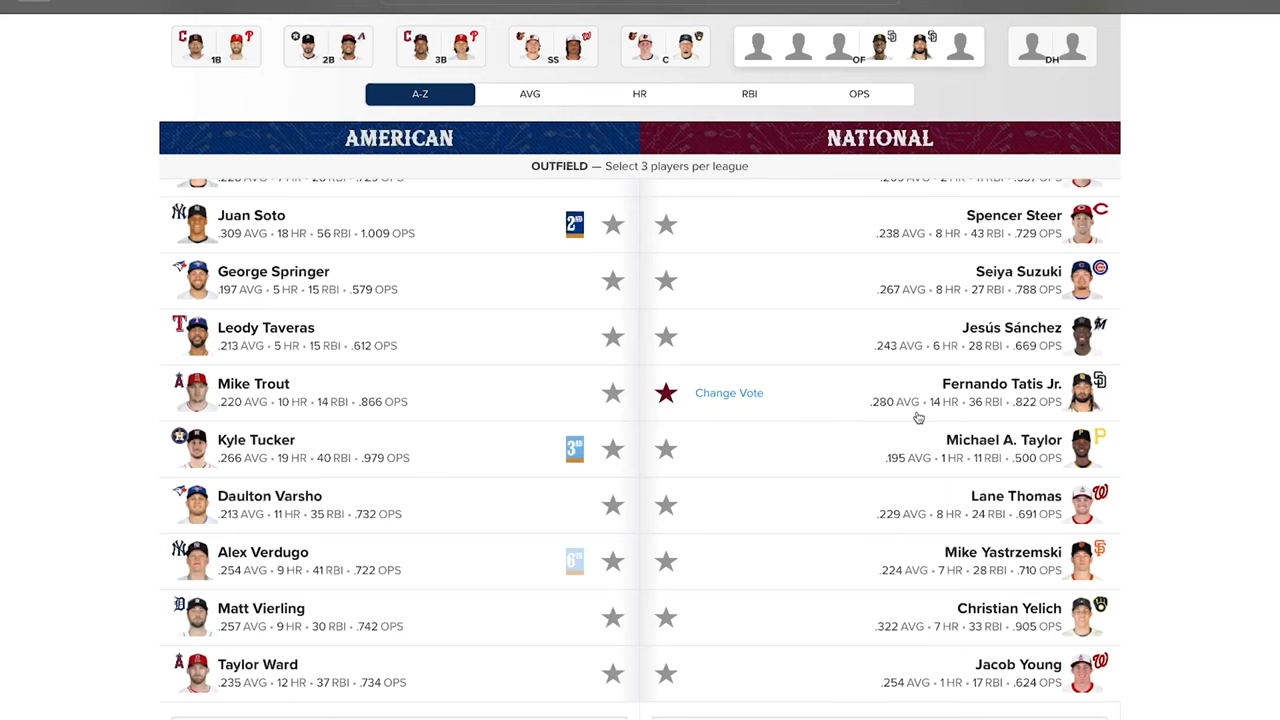 1B
2B
3B
SS
C
OF
DH
A-Z
AVG
HR
RBI
OPS
AMERICAN
NATIONAL
OUTFIELD — Select 3 players per league
Juan Soto
.309 AVG • 18 HR • 56 RBI • 1.009 OPS
2ND
Spencer Steer
.238 AVG • 8 HR • 43 RBI • .729 OPS
George Springer
.197 AVG • 5 HR • 15 RBI • .579 OPS
Seiya Suzuki
.267 AVG • 8 HR • 27 RBI • .788 OPS
Leody Taveras
.213 AVG • 5 HR • 15 RBI • .612 OPS
Jesús Sánchez
.243 AVG • 6 HR • 28 RBI • .669 OPS
Mike Trout
.220 AVG • 10 HR • 14 RBI • .866 OPS
Change Vote
Fernando Tatis Jr.
.280 AVG • 14 HR • 36 RBI • .822 OPS
Kyle Tucker
.266 AVG • 19 HR • 40 RBI • .979 OPS
3RD
Michael A. Taylor
.195 AVG • 1 HR • 11 RBI • .500 OPS
Daulton Varsho
.213 AVG • 11 HR • 35 RBI • .732 OPS
Lane Thomas
.229 AVG • 8 HR • 24 RBI • .691 OPS
Alex Verdugo
.254 AVG • 9 HR • 41 RBI • .722 OPS
6TH
Mike Yastrzemski
.224 AVG • 7 HR • 28 RBI • .710 OPS
Matt Vierling
.257 AVG • 9 HR • 30 RBI • .742 OPS
Christian Yelich
.322 AVG • 7 HR • 33 RBI • .905 OPS
Taylor Ward
.235 AVG • 12 HR • 37 RBI • .734 OPS
Jacob Young
.254 AVG • 1 HR • 17 RBI • .624 OPS